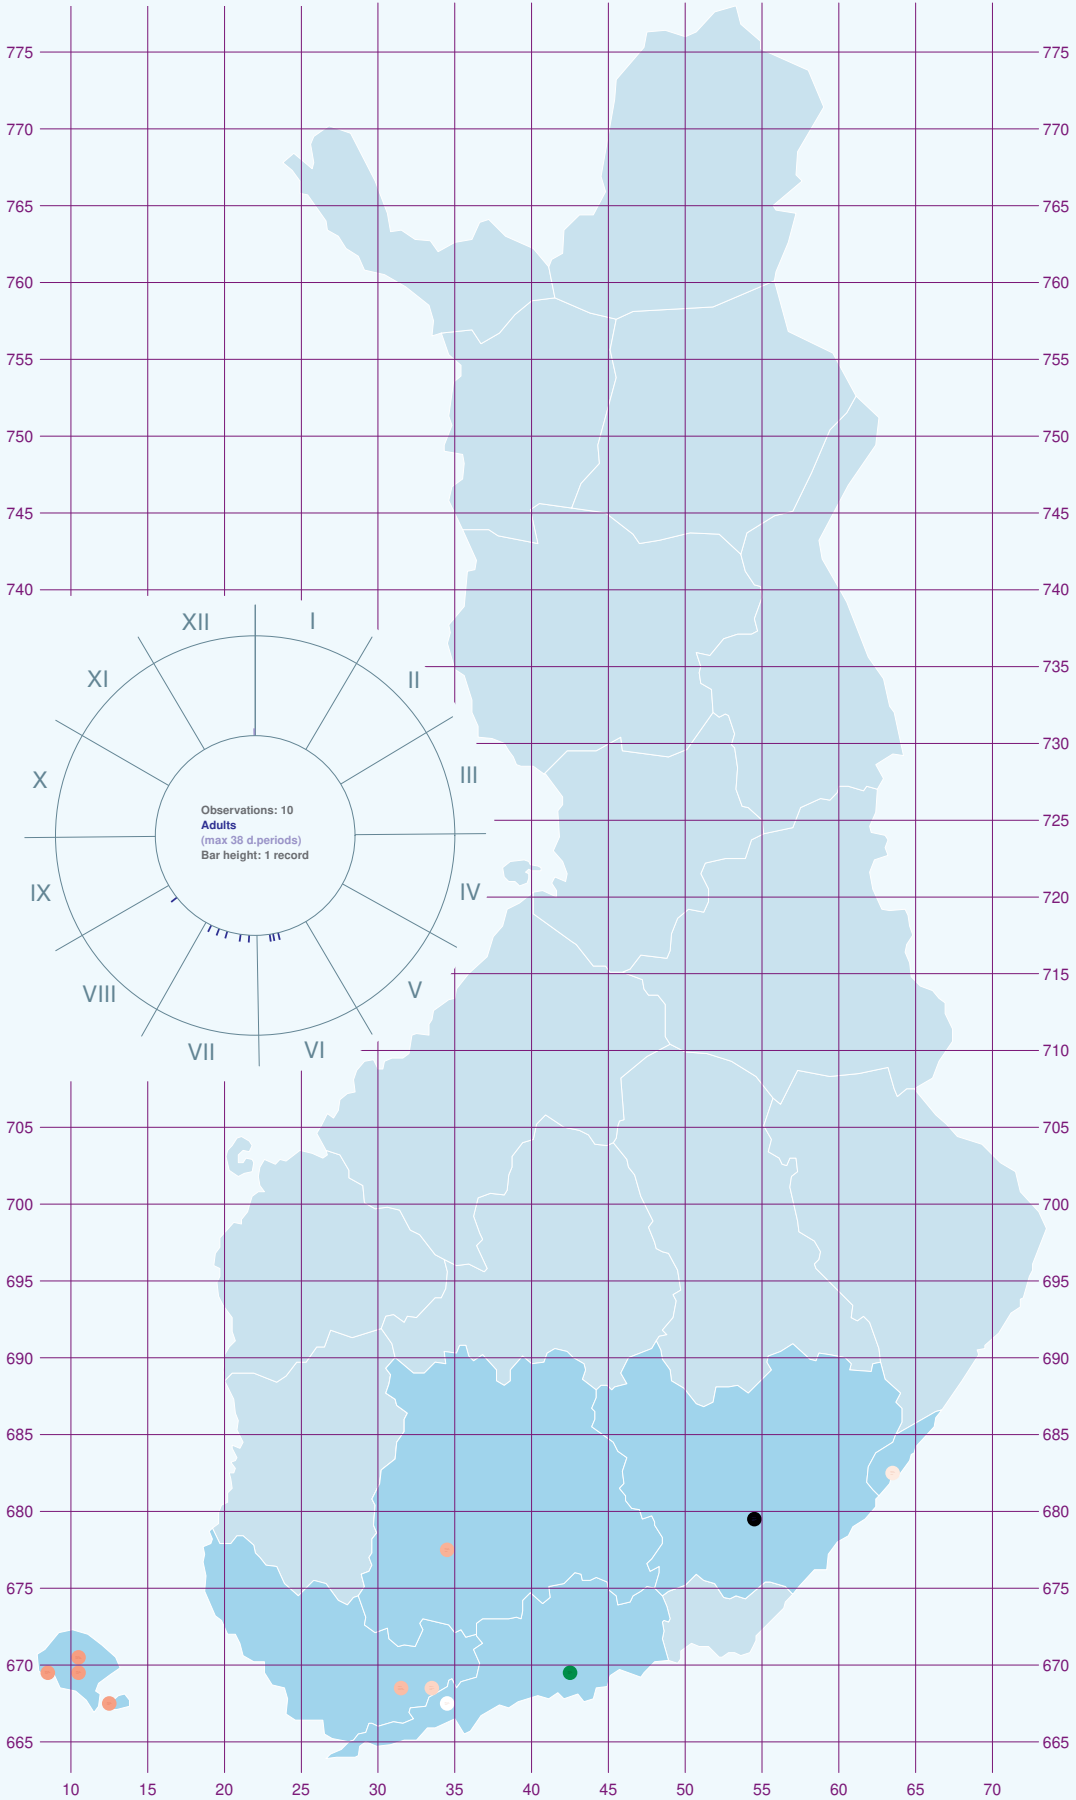 775 775
770 770
765 765
760 760
755 755
750 750
745 745
740 740
XII I
735
XI II
730
X III
Observations: 10
Adults
(max 38 d.periods)
Bar height: 1 record
725
IX IV
720
715
VIII V
VII VI
710
705 705
700 700
695 695
690 690
685 685
680 680
675 675
670 670
665 665
10 15 20 25 30 35 40 45 50 55 60 65 70